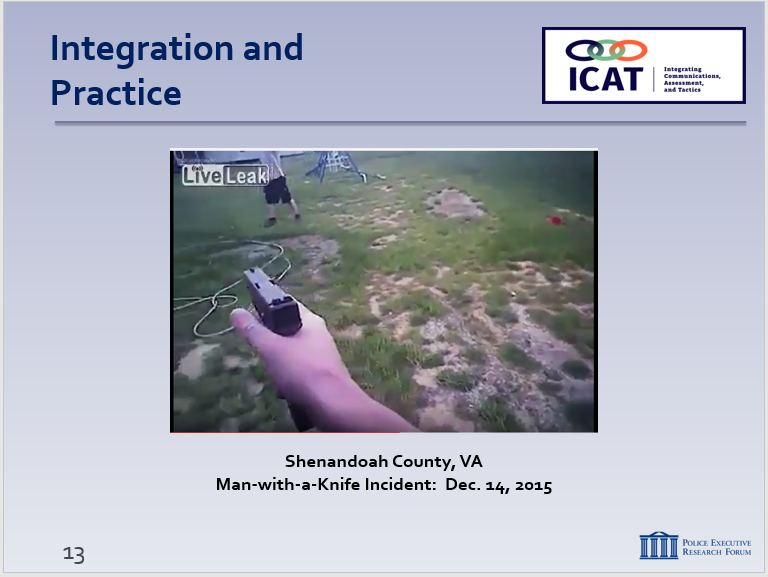 Integration and
Practice
ICAT
Integrating
Communications,
Assessment,
and Tactics
LiveLeak
Shenandoah County, VA
Man-with-a-Knife Incident:  Dec. 14, 2015
13
POLICE EXECUTIVE
RESEARCH FORUM